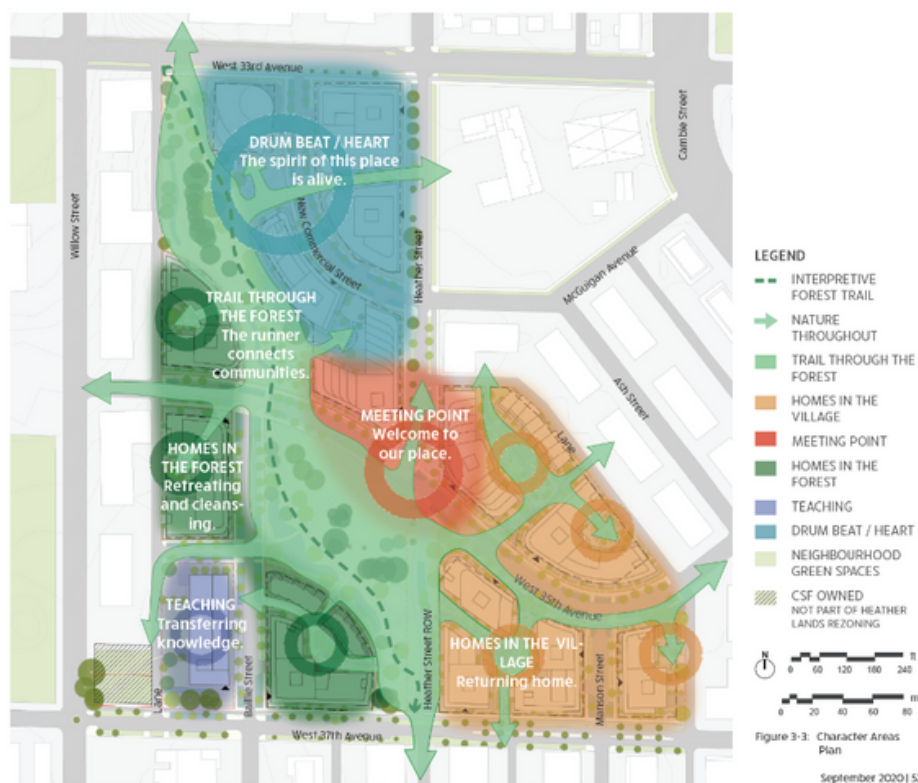 West 33rd Avenue
Cambie Street
DRUM BEAT / HEART
The spirit of this place
is alive.
Willow Street
New Commercial Street
Heather Street
McGuigan Avenue
TRAIL THROUGH
THE FOREST
The runner
connects
communities.
MEETING POINT
Welcome to
our place.
Ash Street
Lane
HOMES IN
THE FOREST
Retreating
and cleans-
ing.
West 35th Avenue
TEACHING
Transferring
knowledge.
HOMES IN THE VIL-
LAGE
Returning home.
Lane
Baillie Street
Heather Street ROW
Manson Street
West 37th Avenue
LEGEND
INTERPRETIVE
FOREST TRAIL
NATURE
THROUGHOUT
TRAIL THROUGH THE
FOREST
HOMES IN THE
VILLAGE
MEETING POINT
HOMES IN THE
FOREST
TEACHING
DRUM BEAT / HEART
NEIGHBOURHOOD
GREEN SPACES
CSF OWNED
NOT PART OF HEATHER
LANDS REZONING
N
ft
0 60 120 180 240
m
0 20 40 60 80
Figure 3-3: Character Areas
Plan
September 2020 |